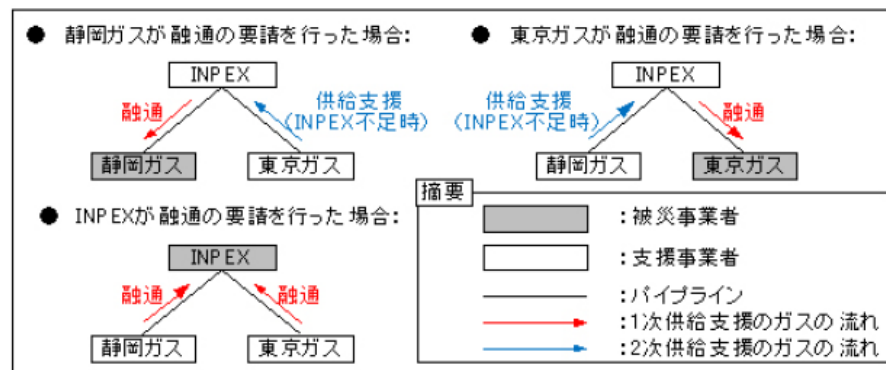 ● 静岡ガスが融通の要請を行った場合:
INPEX
融通
供給支援
(INPEX不足時)
静岡ガス
東京ガス
● 東京ガスが融通の要請を行った場合:
INPEX
供給支援
(INPEX不足時)
融通
静岡ガス
東京ガス
● INPEXが融通の要請を行った場合:
INPEX
融通
融通
静岡ガス
東京ガス
摘要
:被災事業者
:支援事業者
:パイプライン
:1次供給支援のガスの流れ
:2次供給支援のガスの流れ